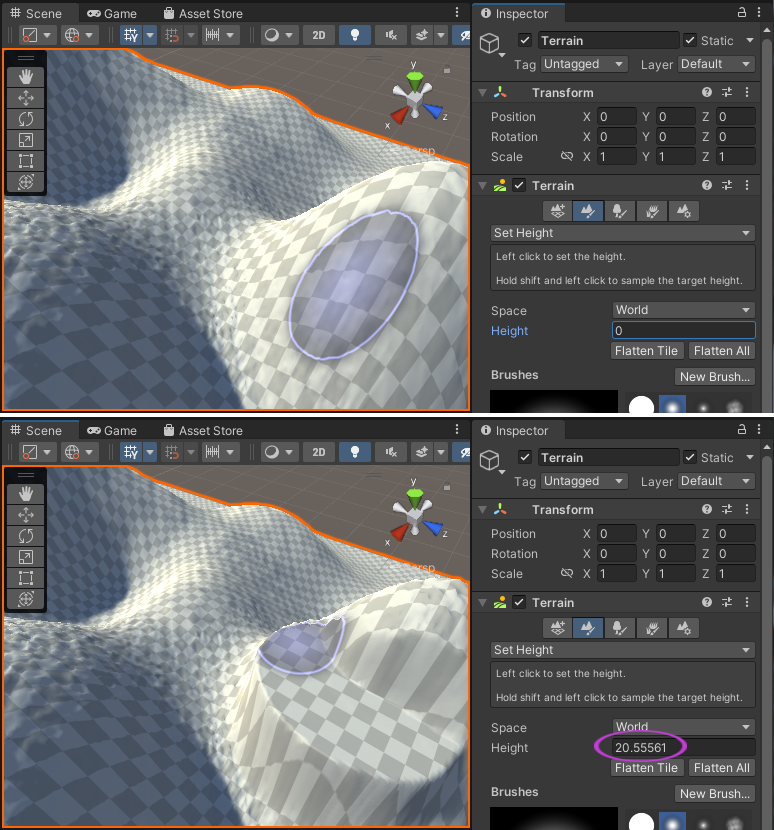 Scene Game Asset Store Inspector
2D Terrain Static
Tag Untagged Layer Default
y
x
z
Transform
Position X 0 Y 0 Z 0
Rotation X 0 Y 0 Z 0
Scale X 1 Y 1 Z 1
Terrain
Set Height
Left click to set the height.
Hold shift and left click to sample the target height.
Space World
Height 0
Flatten Tile Flatten All
Brushes New Brush...
Scene Game Asset Store Inspector
2D Terrain Static
Tag Untagged Layer Default
y
x
z
Transform
Position X 0 Y 0 Z 0
Rotation X 0 Y 0 Z 0
Scale X 1 Y 1 Z 1
Terrain
Set Height
Left click to set the height.
Hold shift and left click to sample the target height.
Space World
Height 20.55561
Flatten Tile Flatten All
Brushes New Brush...